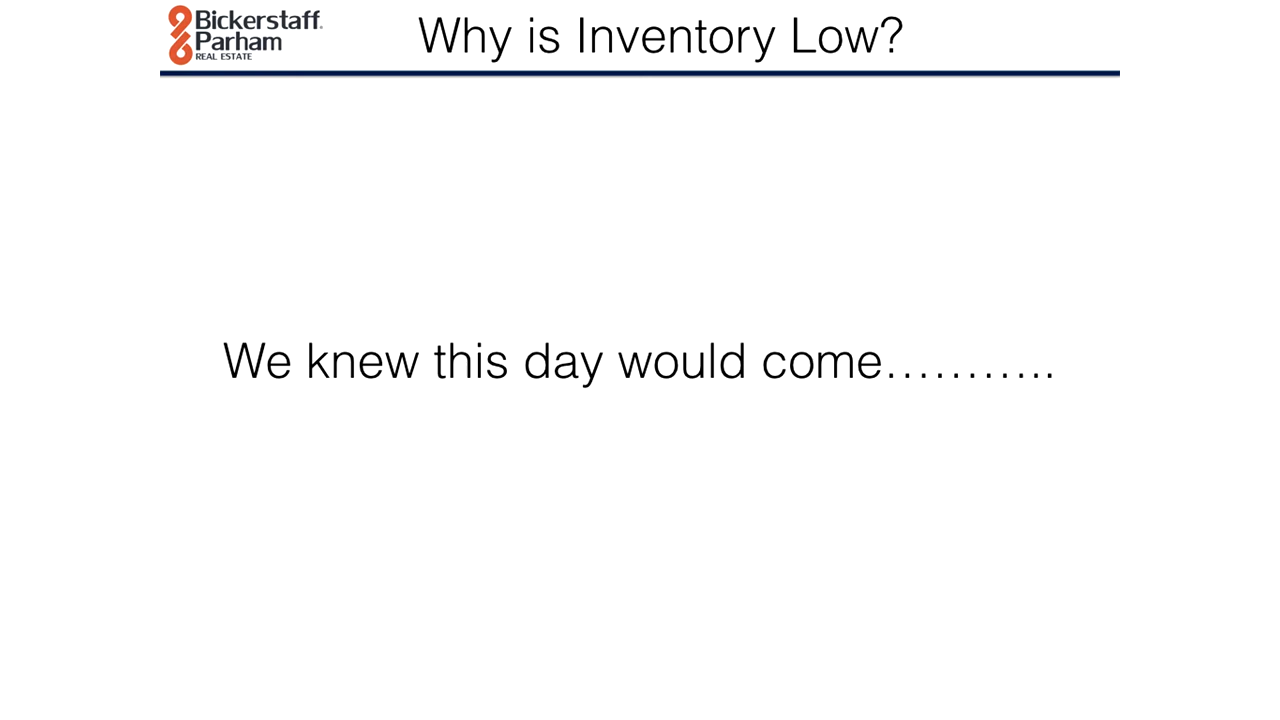 Bickerstaff.
Parham
REAL ESTATE
Why is Inventory Low?
We knew this day would come………..